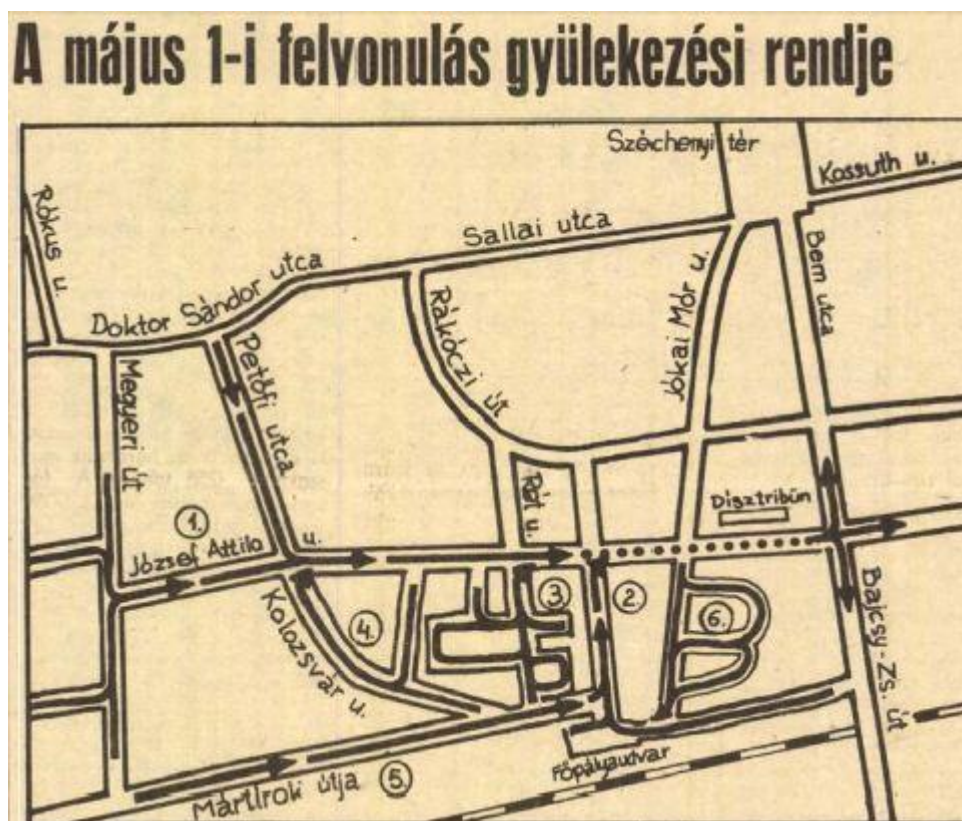 A május 1-i felvonulás gyülekezési rendje
Széchenyi tér
Kossuth u.
Rókus u.
Sallai utca
Doktor Sándor utca
Bem utca
Rákóczi út
Jókai Mór u.
Petőfi utca
Megyeri út
Rét u.
Dísztribün
1.
József Attila u.
3.
2.
6.
4.
Kolozsvár u.
Bajcsy-Zs. út
Főpályaudvar
Mártirok útja
5.